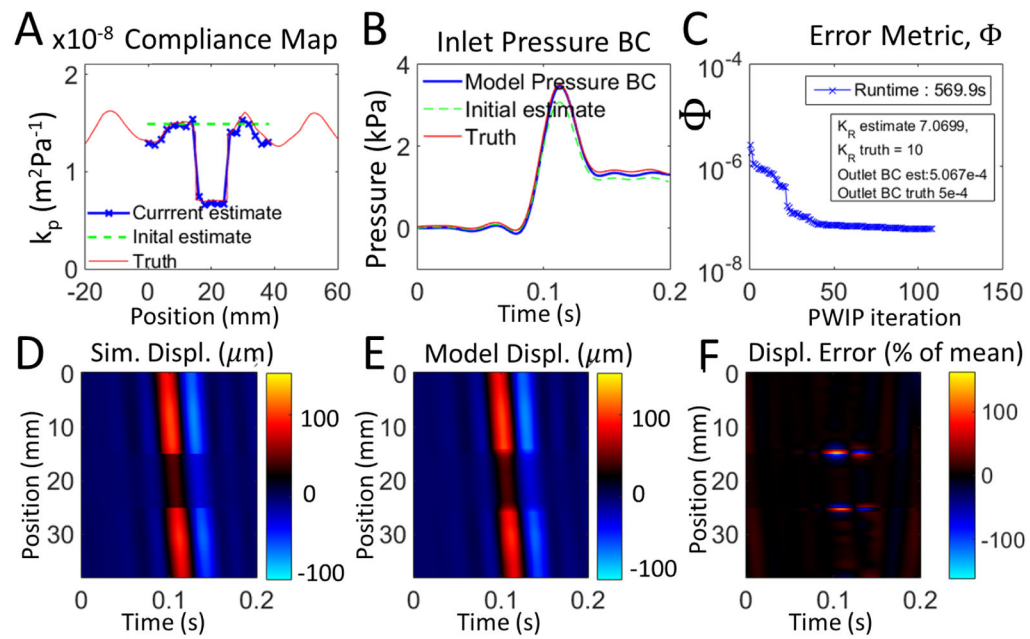 A x10-8 Compliance Map
2
1
0
kp (m2Pa-1)
Currrent estimate
Inital estimate
Truth
-20 0 20 40 60
Position (mm)
B Inlet Pressure BC
4
2
0
Pressure (kPa)
Model Pressure BC
Initial estimate
Truth
0 0.1 0.2
Time (s)
C Error Metric, Φ
10-4
10-6
10-8
Φ
Runtime : 569.9s
KR estimate 7.0699,
KR truth = 10
Outlet BC est:5.067e-4
Outlet BC truth 5e-4
0 50 100 150
PWIP iteration
D Sim. Displ. (μm)
0
10
20
30
Position (mm)
100
0
-100
0 0.1 0.2
Time (s)
E Model Displ. (μm)
0
10
20
30
Position (mm)
100
0
-100
0 0.1 0.2
Time (s)
F Displ. Error (% of mean)
0
10
20
30
Position (mm)
100
0
-100
0 0.1 0.2
Time (s)